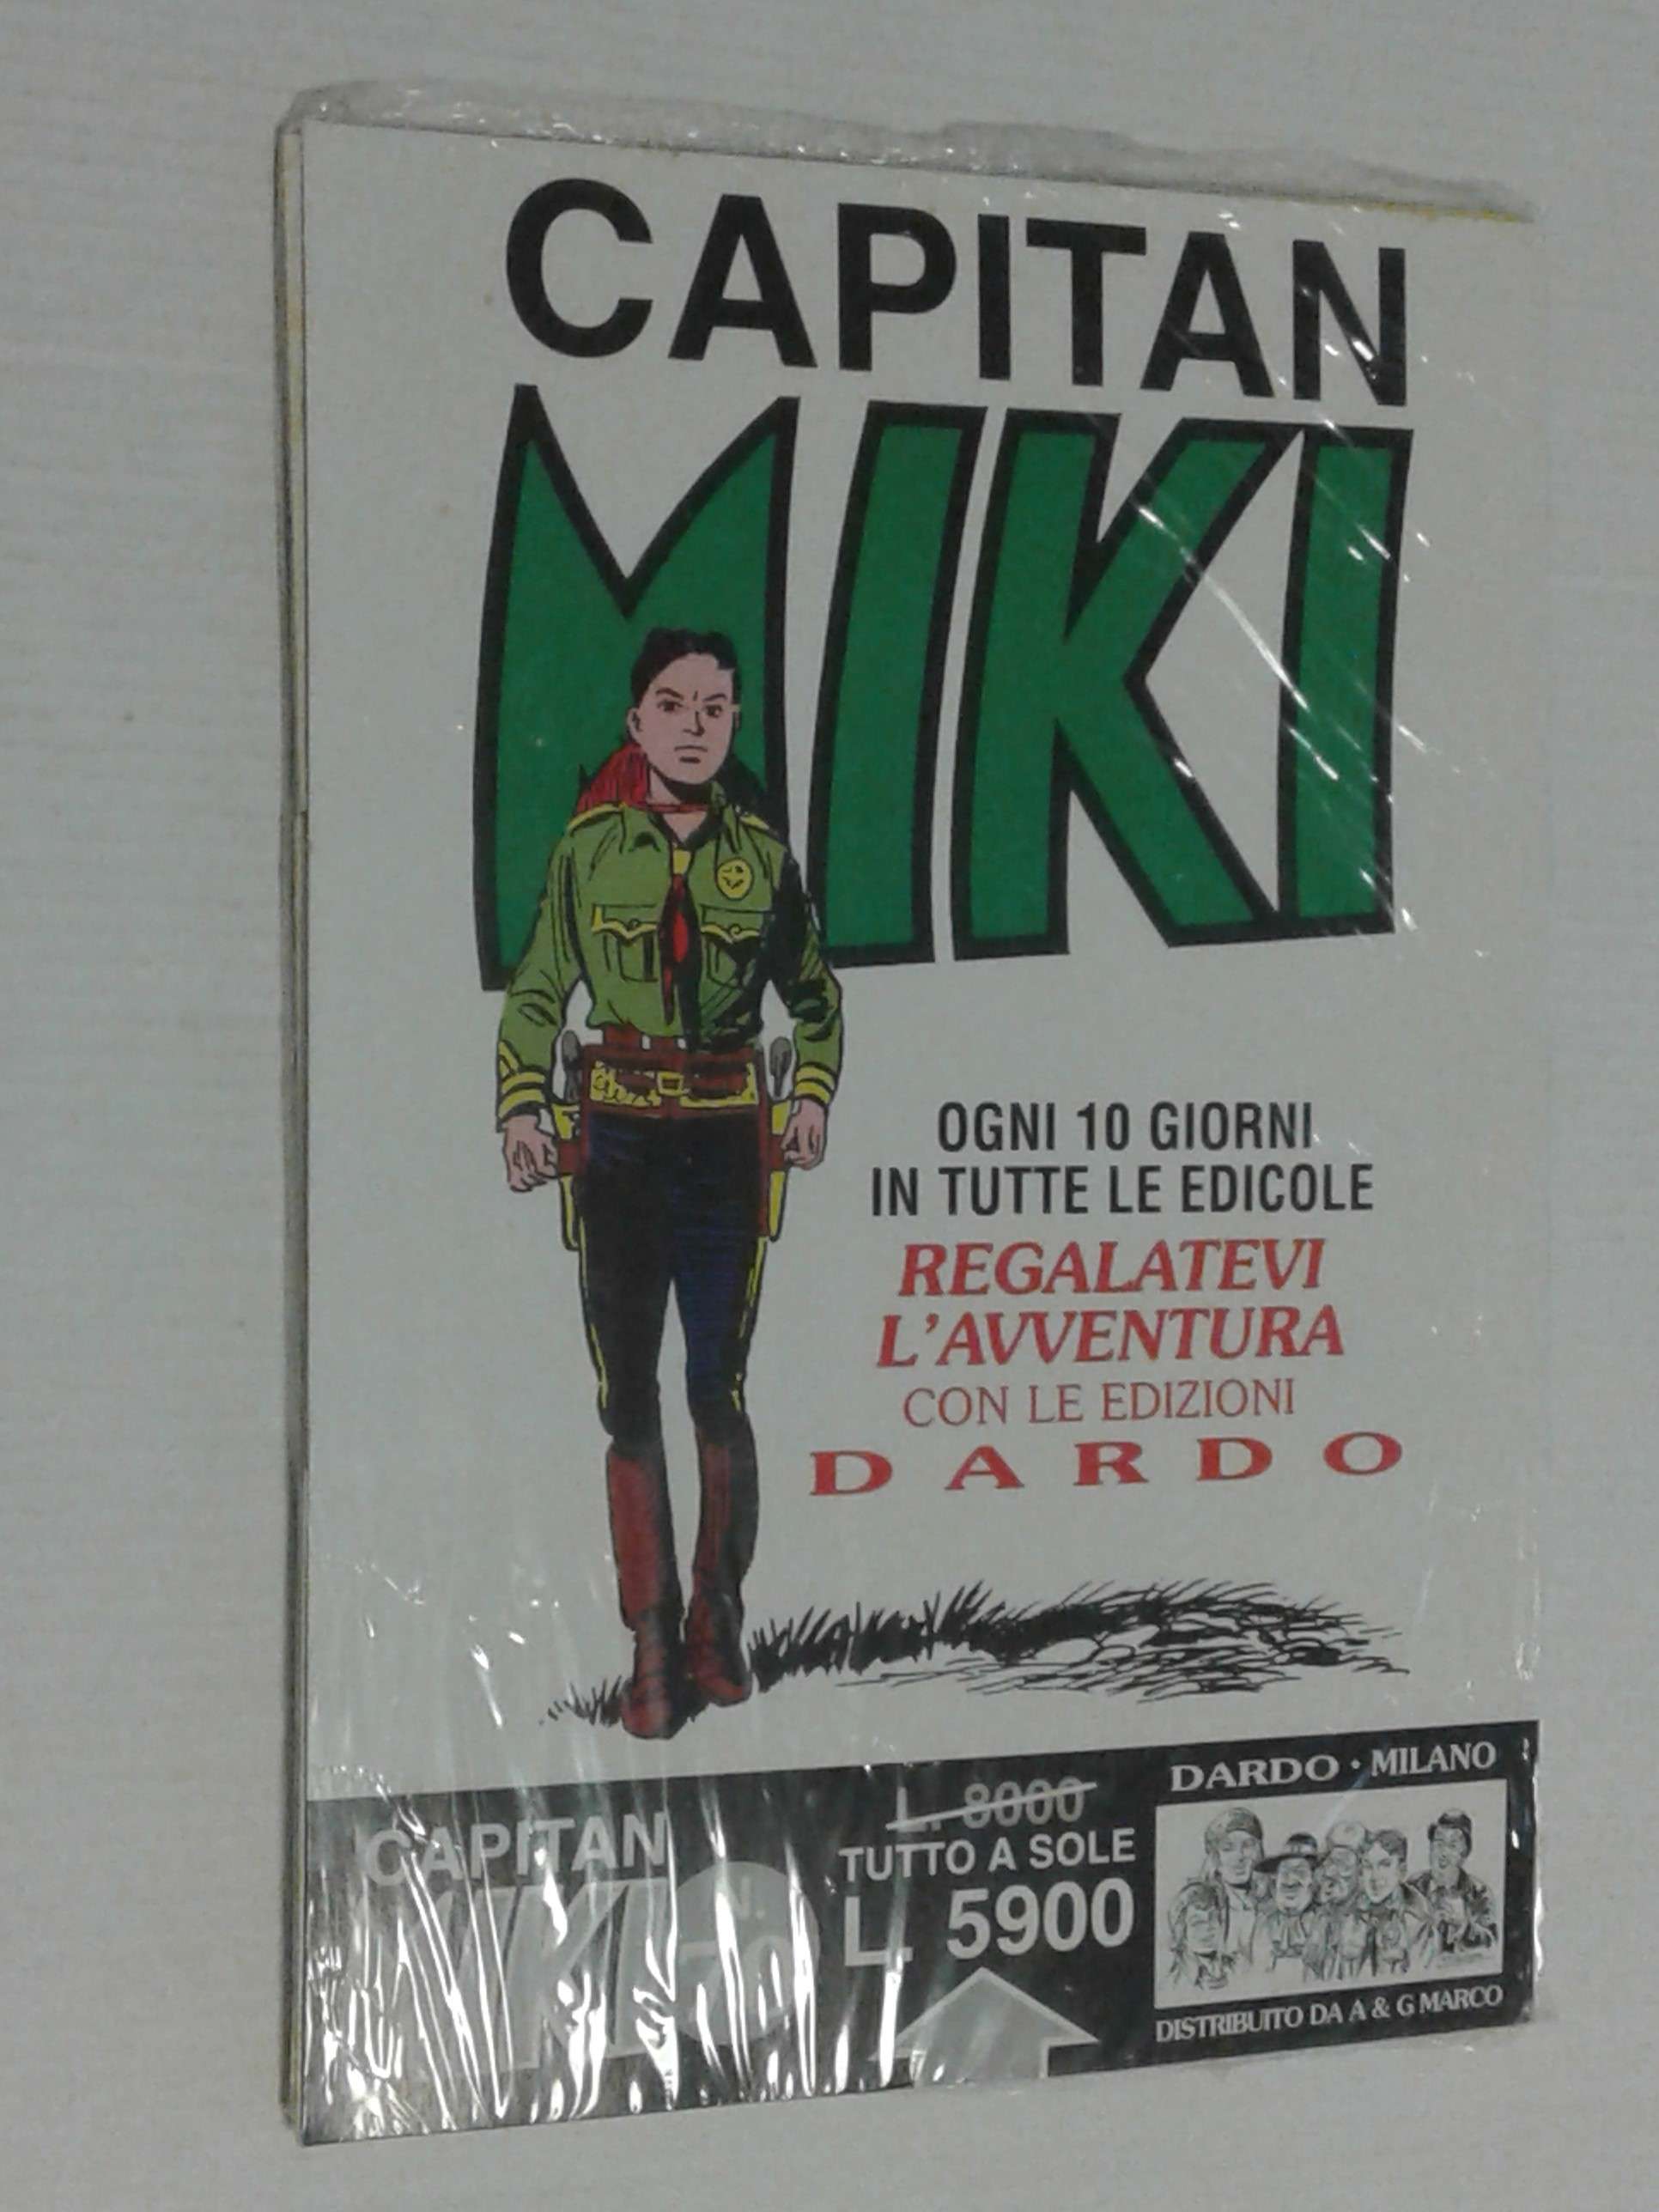 CAPITAN
MIKI
OGNI 10 GIORNI
IN TUTTE LE EDICOLE
REGALATEVI
L'AVVENTURA
CON LE EDIZIONI
DARDO
CAPITAN
MIKI
N.
L. 8000
TUTTO A SOLE
L. 5900
DARDO · MILANO
DISTRIBUITO DA A & G MARCO